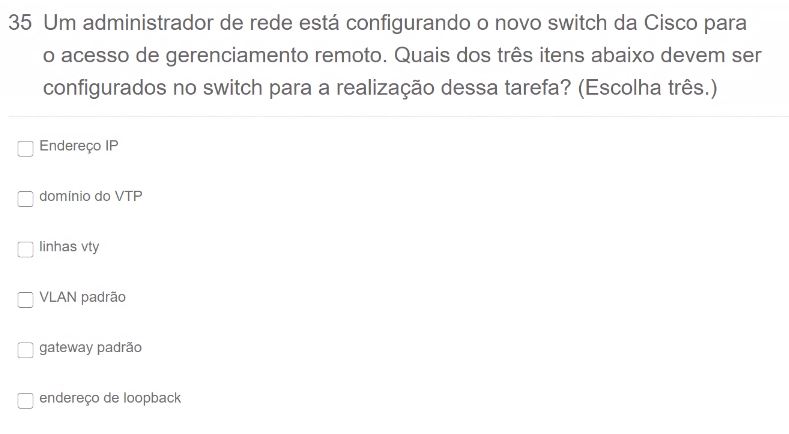 35 Um administrador de rede está configurando o novo switch da Cisco para
o acesso de gerenciamento remoto. Quais dos três itens abaixo devem ser
configurados no switch para a realização dessa tarefa? (Escolha três.)
Endereço IP
domínio do VTP
linhas vty
VLAN padrão
gateway padrão
endereço de loopback